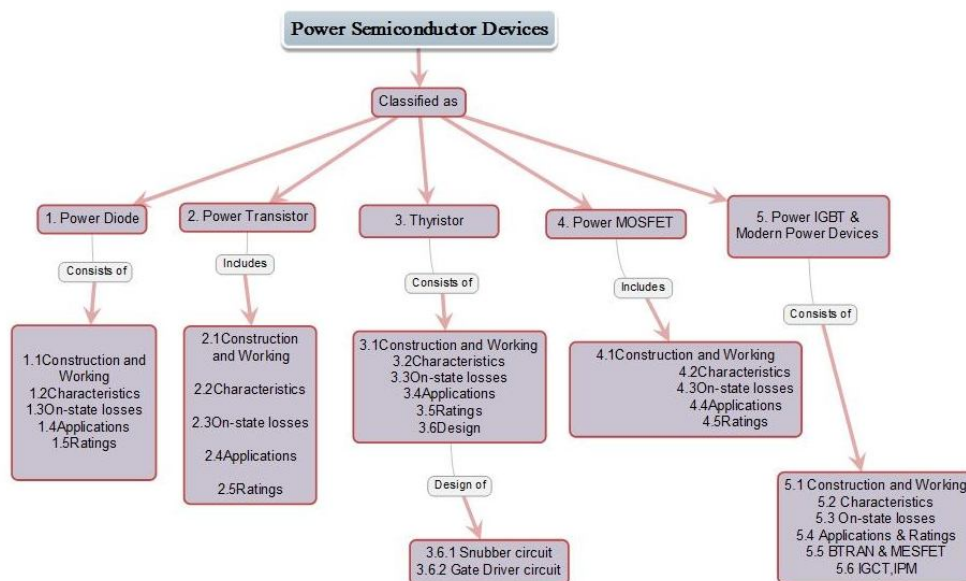 Power Semiconductor Devices
Classified as
1. Power Diode
2. Power Transistor
3. Thyristor
4. Power MOSFET
5. Power IGBT &
Modern Power Devices
Consists of
Includes
Consists of
Includes
Consists of
1.1Construction and
Working
1.2Characteristics
1.3On-state losses
1.4Applications
1.5Ratings
2.1Construction
and Working
2.2Characteristics
2.3On-state losses
2.4Applications
2.5Ratings
3.1Construction and Working
3.2Characteristics
3.3On-state losses
3.4Applications
3.5Ratings
3.6Design
4.1Construction and Working
4.2Characteristics
4.3On-state losses
4.4Applications
4.5Ratings
Design of
3.6.1 Snubber circuit
3.6.2 Gate Driver circuit
5.1 Construction and Working
5.2 Characteristics
5.3 On-state losses
5.4 Applications & Ratings
5.5 BTRAN & MESFET
5.6 IGCT,IPM